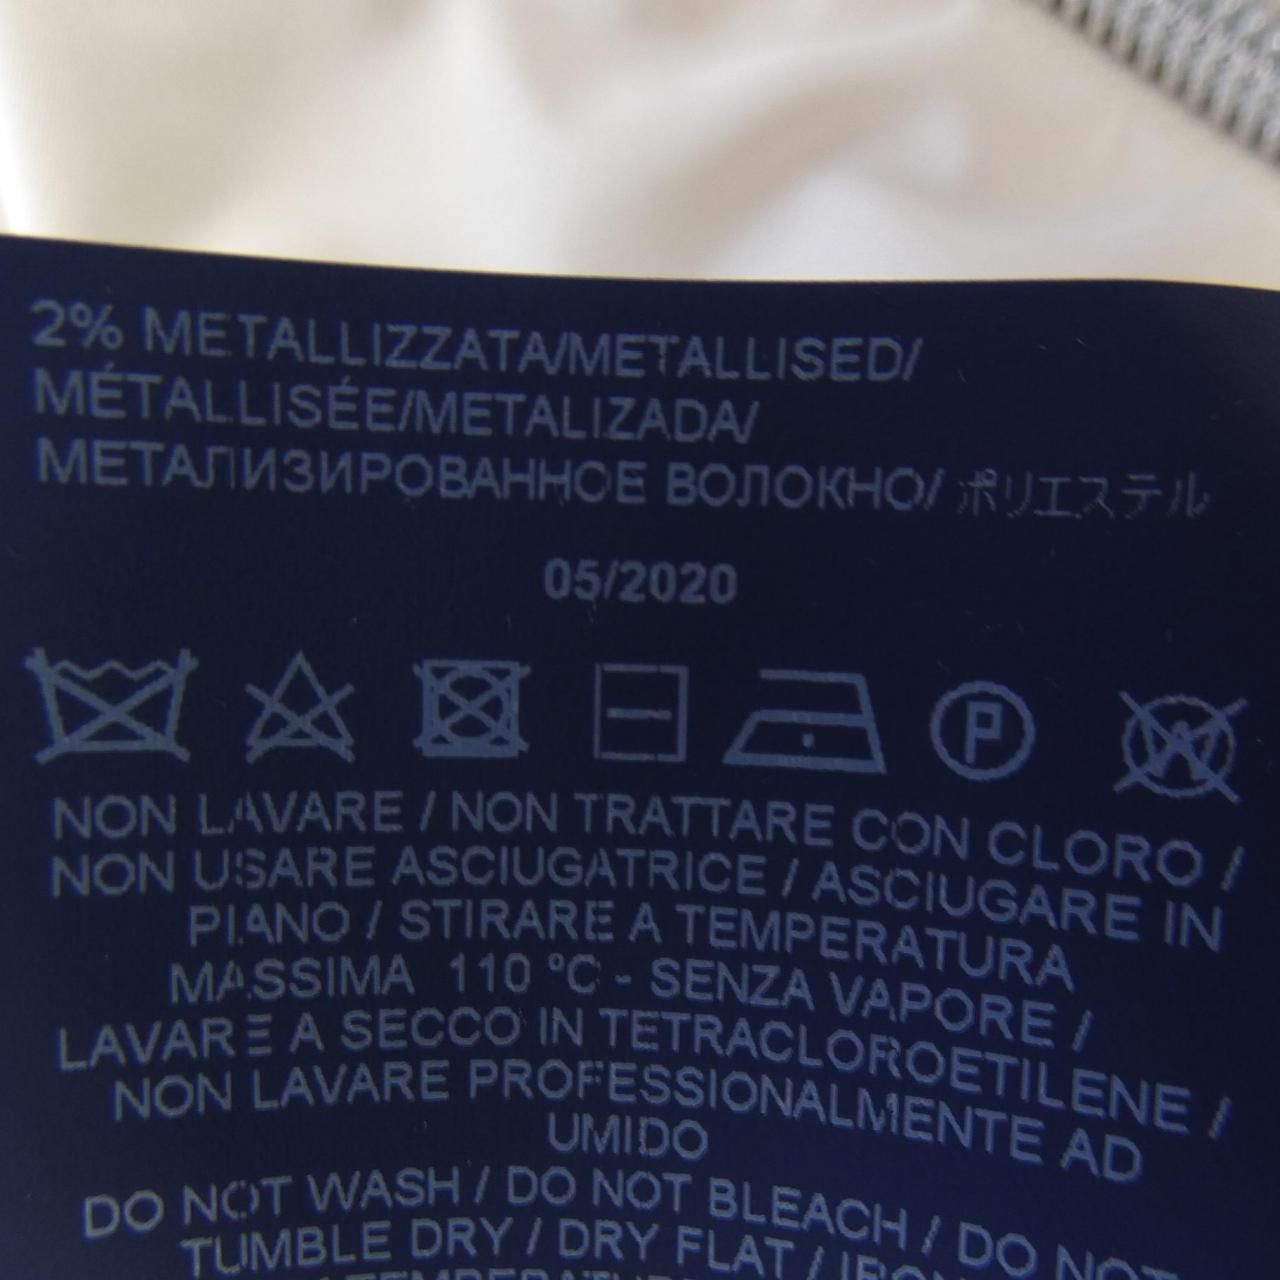 2% METALLIZZATA/METALLISED/
MÉTALLISÉE/METALIZADA/
МЕТАЛИЗИРОВАННОЕ ВОЛОКНО/ ポリエステル
05/2020
P
W
NON LAVARE / NON TRATTARE CON CLORO /
NON USARE ASCIUGATRICE / ASCIUGARE IN
PIANO / STIRARE A TEMPERATURA
MASSIMA 110 ºC - SENZA VAPORE /
LAVARE A SECCO IN TETRACLOROETILENE /
NON LAVARE PROFESSIONALMENTE AD
UMIDO
DO NOT WASH / DO NOT BLEACH / DO NOT
TUMBLE DRY / DRY FLAT / IRON